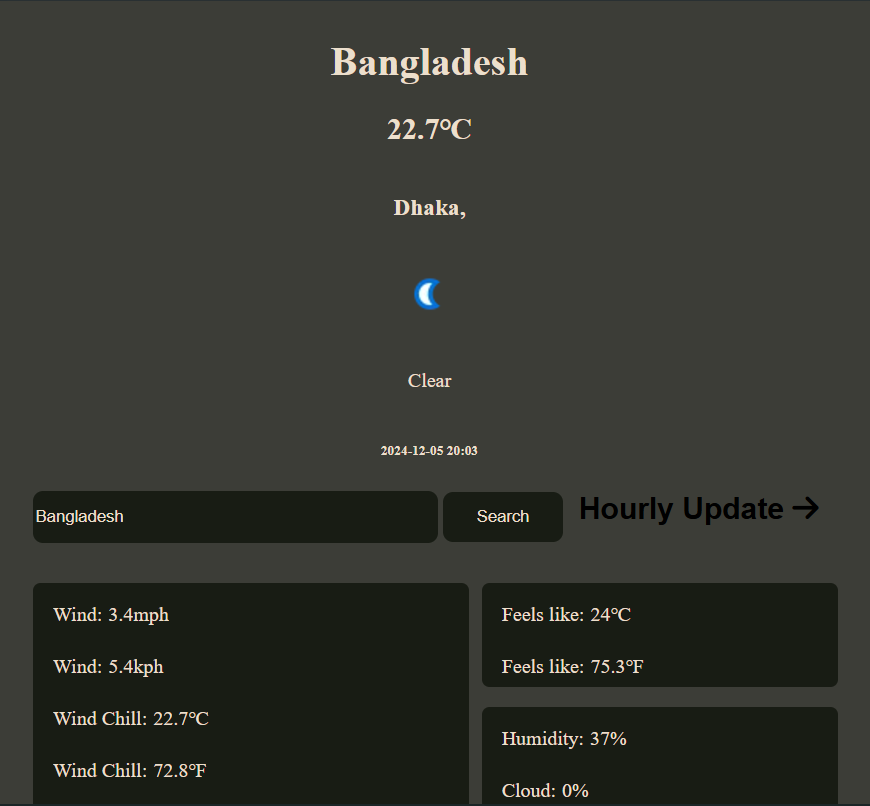 Bangladesh
22.7°C
Dhaka,
Clear
2024-12-05 20:03
Bangladesh
Search
Hourly Update →
Wind: 3.4mph
Wind: 5.4kph
Wind Chill: 22.7°C
Wind Chill: 72.8°F
Feels like: 24°C
Feels like: 75.3°F
Humidity: 37%
Cloud: 0%